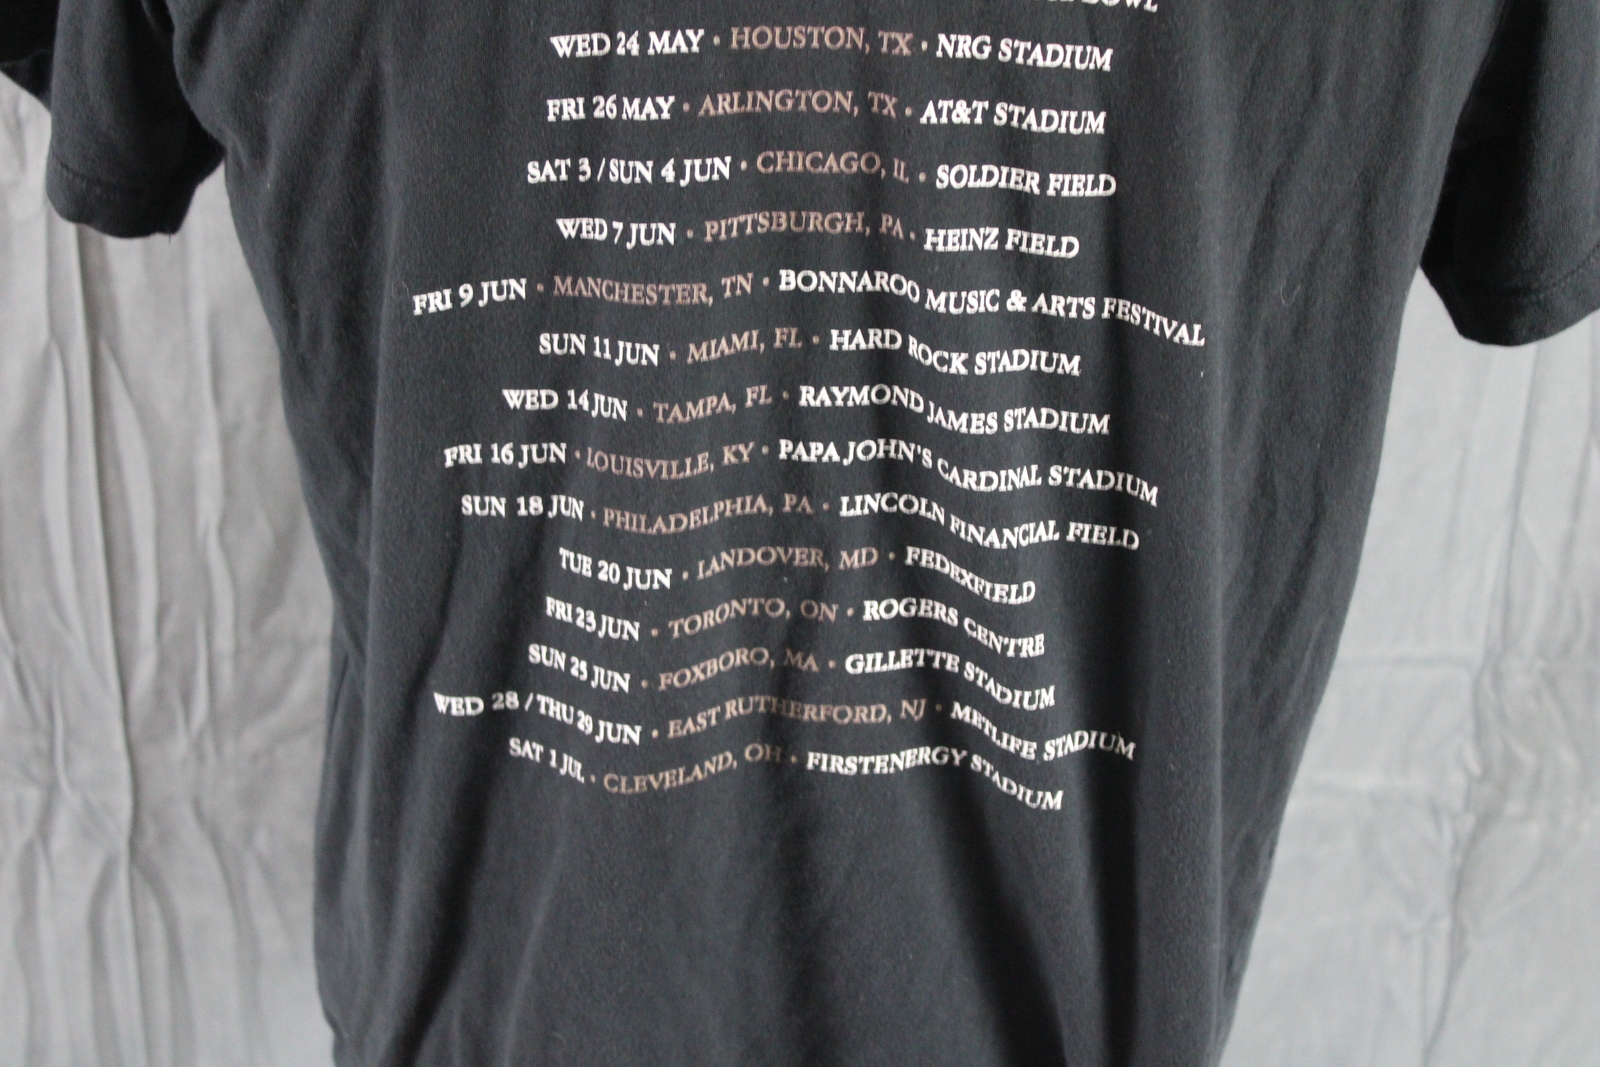 BOWL
WED 24 MAY • HOUSTON, TX • NRG STADIUM
FRI 26 MAY • ARLINGTON, TX • AT&T STADIUM
SAT 3 / SUN 4 JUN • CHICAGO, IL • SOLDIER FIELD
WED 7 JUN • PITTSBURGH, PA • HEINZ FIELD
FRI 9 JUN • MANCHESTER, TN • BONNAROO MUSIC & ARTS FESTIVAL
SUN 11 JUN • MIAMI, FL • HARD ROCK STADIUM
WED 14 JUN • TAMPA, FL • RAYMOND JAMES STADIUM
FRI 16 JUN • LOUISVILLE, KY • PAPA JOHN'S CARDINAL STADIUM
SUN 18 JUN • PHILADELPHIA, PA • LINCOLN FINANCIAL FIELD
TUE 20 JUN • LANDOVER, MD • FEDEXFIELD
FRI 23 JUN • TORONTO, ON • ROGERS CENTRE
SUN 25 JUN • FOXBORO, MA • GILLETTE STADIUM
WED 28 / THU 29 JUN • EAST RUTHERFORD, NJ • METLIFE STADIUM
SAT 1 JUL • CLEVELAND, OH • FIRSTENERGY STADIUM